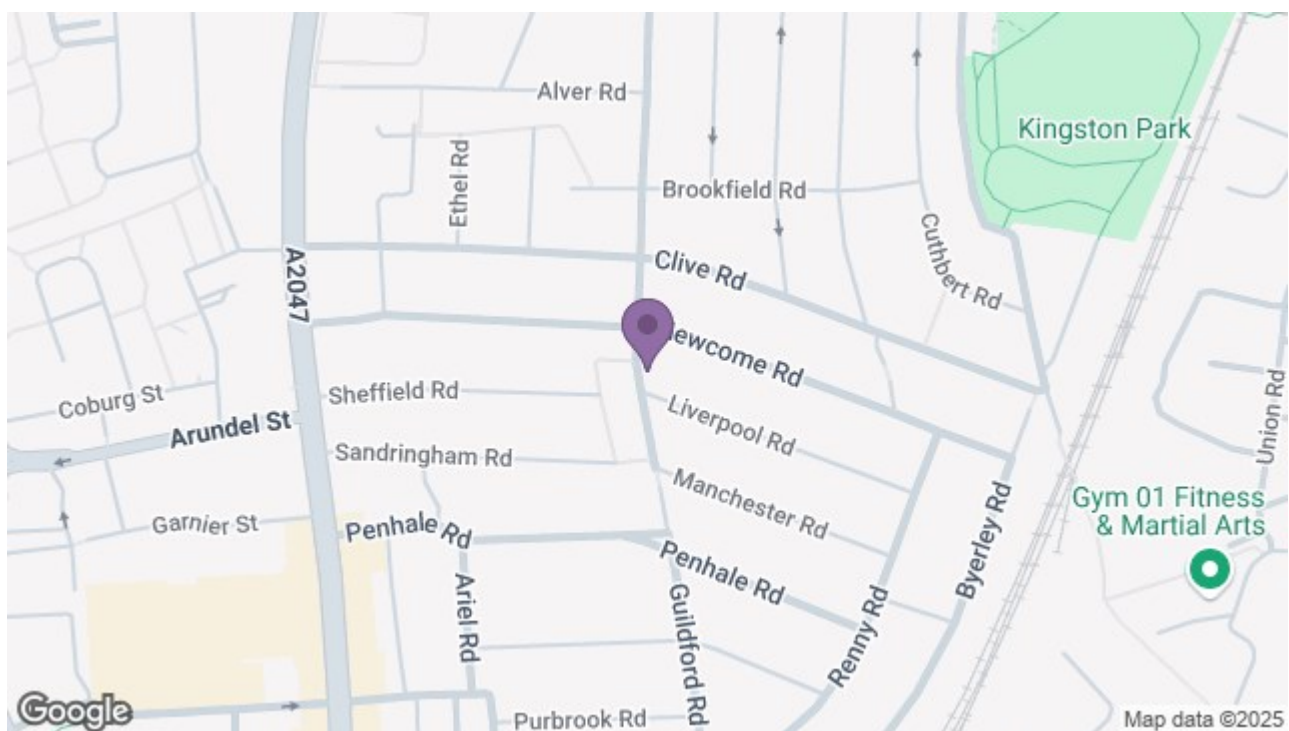 Alver Rd
Kingston Park
Ethel Rd
Brookfield Rd
Cuthbert Rd
A2047
Clive Rd
ewcome Rd
Sheffield Rd
Coburg St
Liverpool Rd
Union Rd
Arundel St
Sandringham Rd
Manchester Rd
Gym 01 Fitness
& Martial Arts
Garnier St
Penhale Rd
Byerley Rd
Penhale Rd
Ariel Rd
Guildford Rd
Renny Rd
Purbrook Rd
Google
Map data ©2025